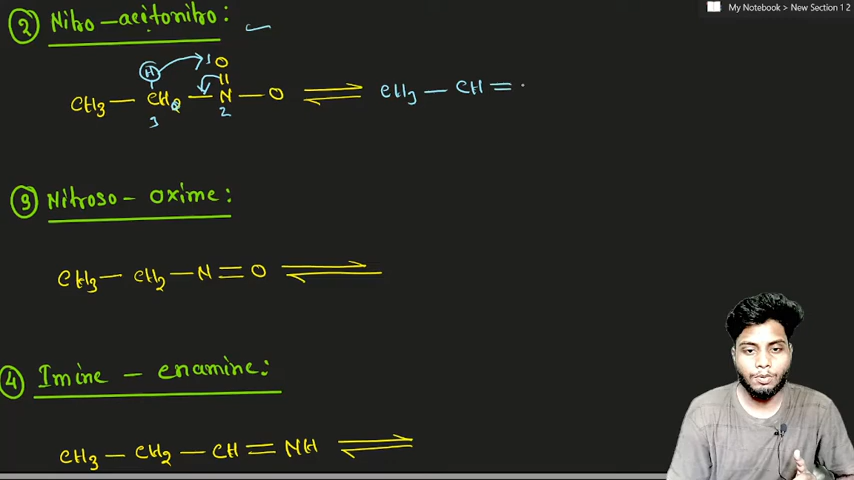 My Notebook > New Section 1 2
② Nitro - acitonitro:
H 1 O
CH3 — CH2 — N — O ⇌ CH3 — CH =
3 2
③ Nitroso - oxime:
CH3 — CH2 — N = O ⇌
④ Imine - enamine:
CH3 — CH2 — CH = NH ⇌